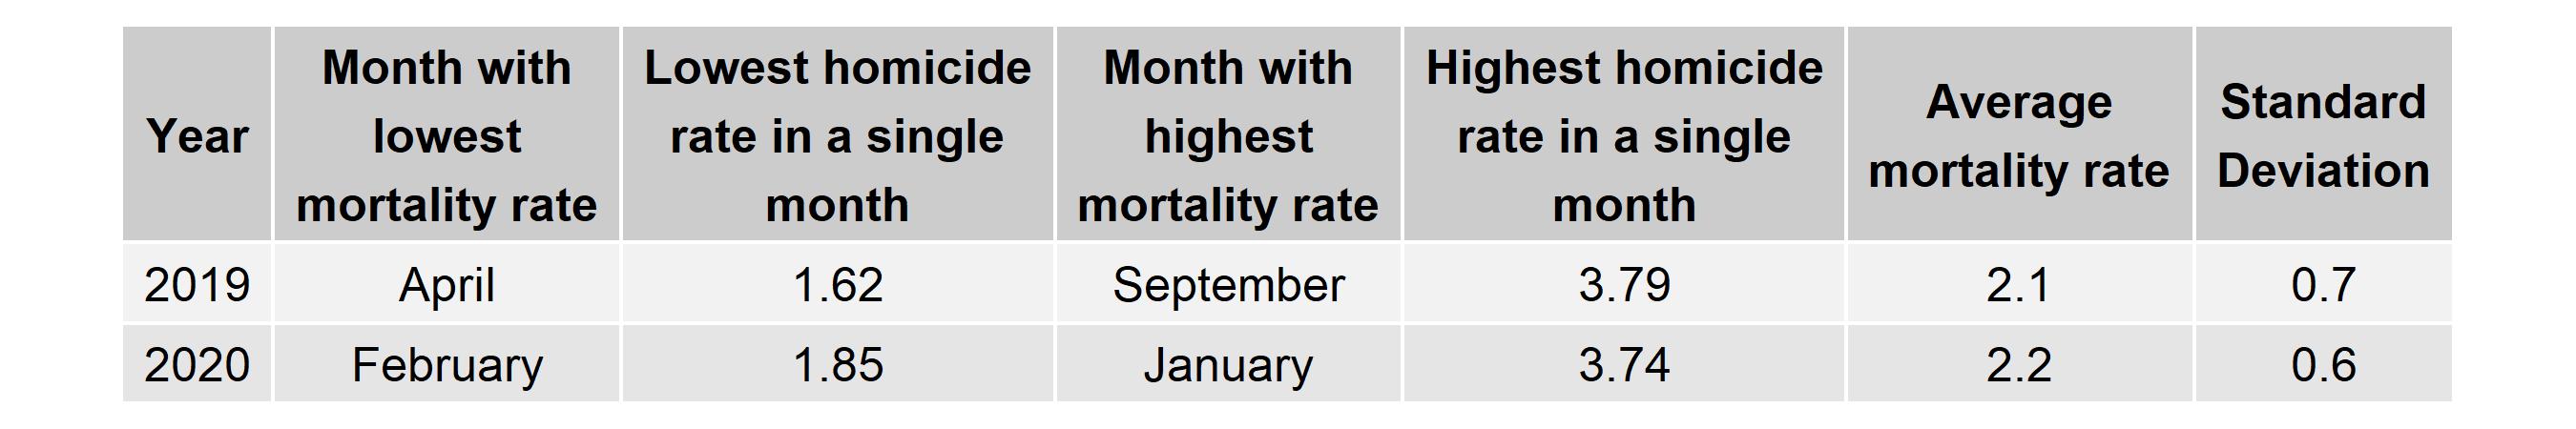 Year
Month with
lowest
mortality rate
Lowest homicide
rate in a single
month
Month with
highest
mortality rate
Highest homicide
rate in a single
month
Average
mortality rate
Standard
Deviation
2019 April 1.62 September 3.79 2.1 0.7
2020 February 1.85 January 3.74 2.2 0.6